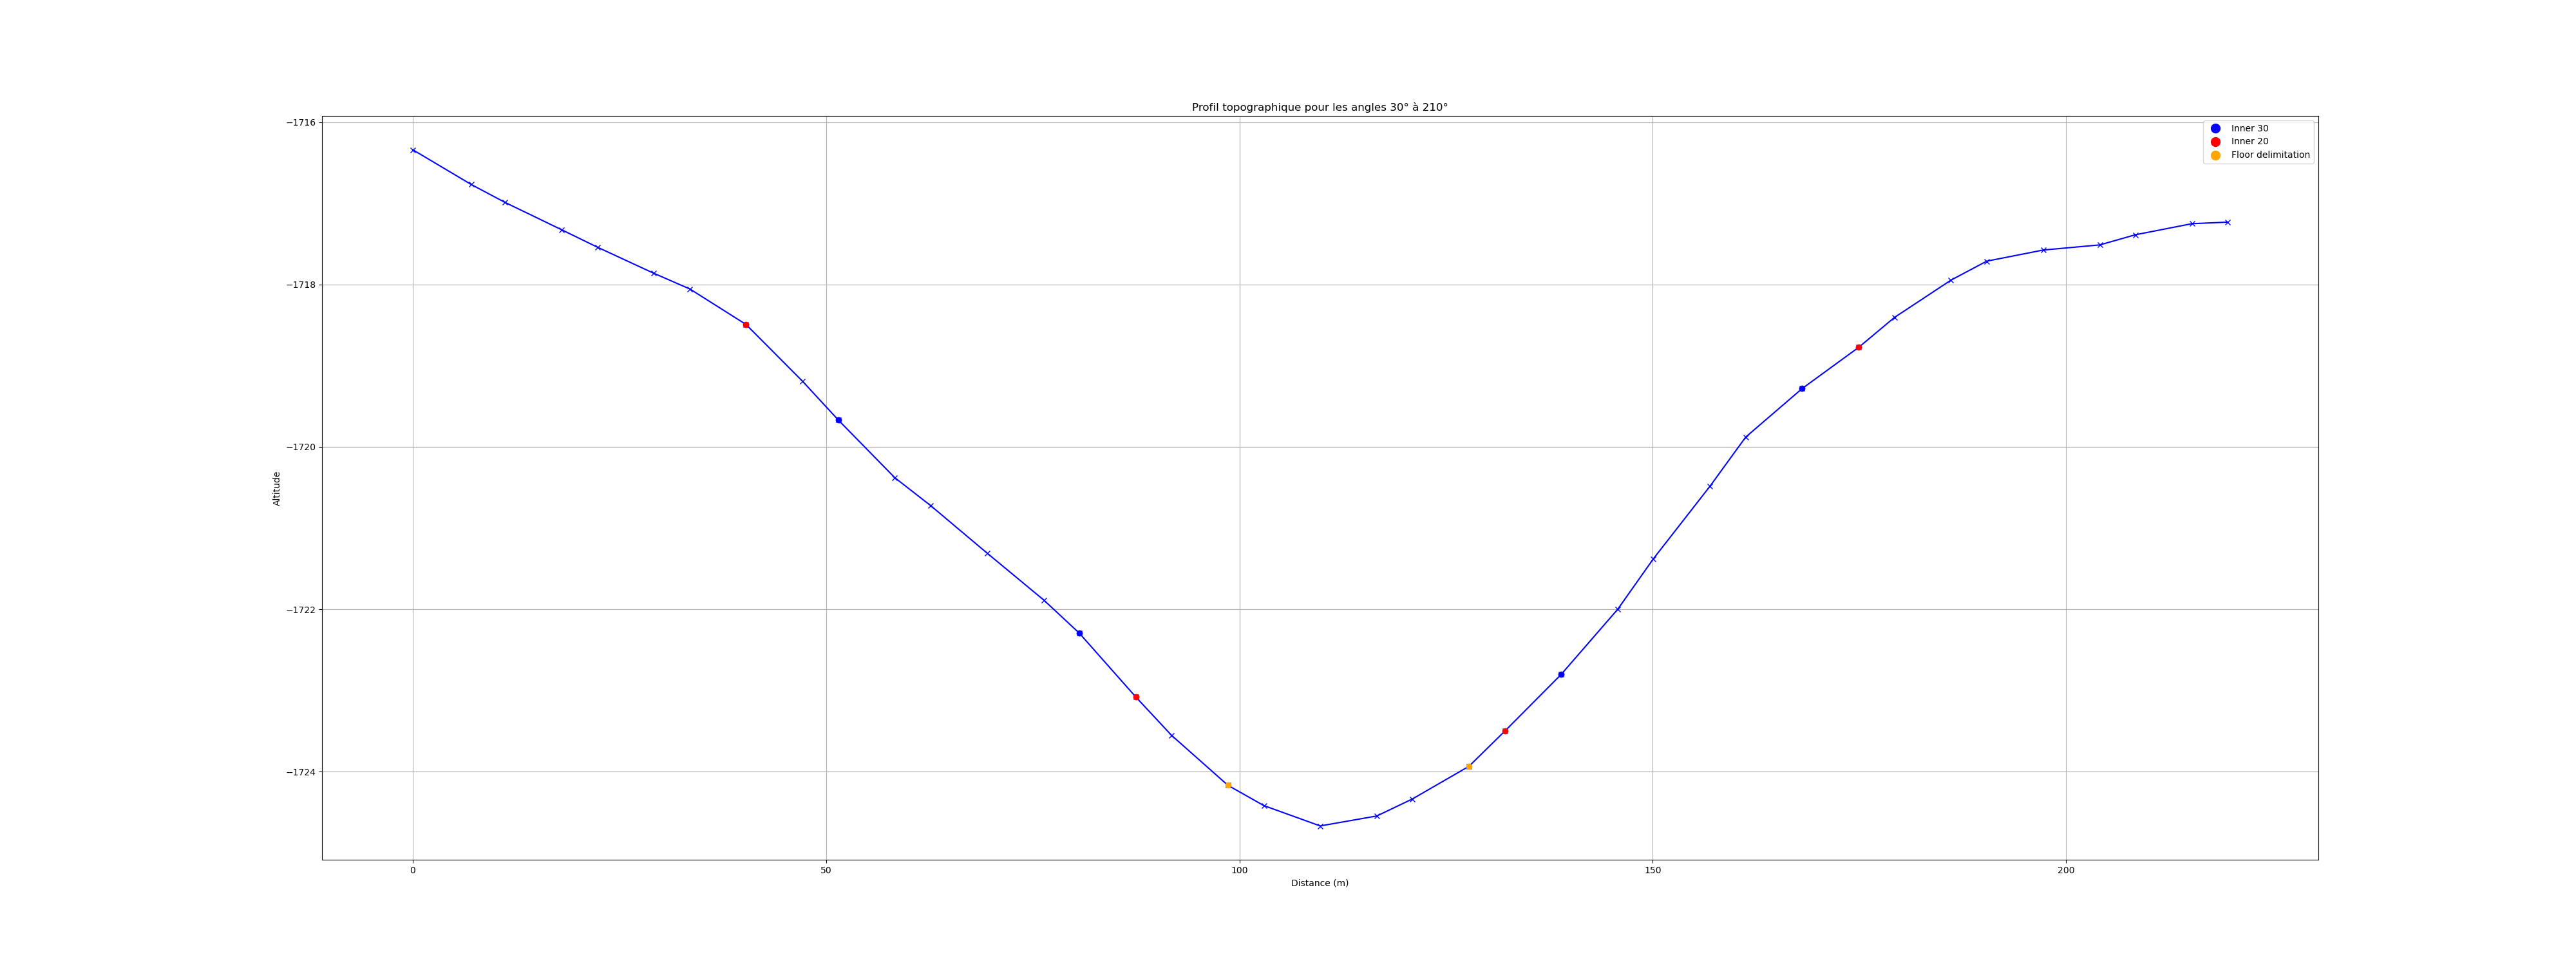 Profil topographique pour les angles 30° à 210°
Inner 30
Inner 20
Floor delimitation
−1716
−1718
−1720
−1722
−1724
Altitude
0
50
100
150
200
Distance (m)